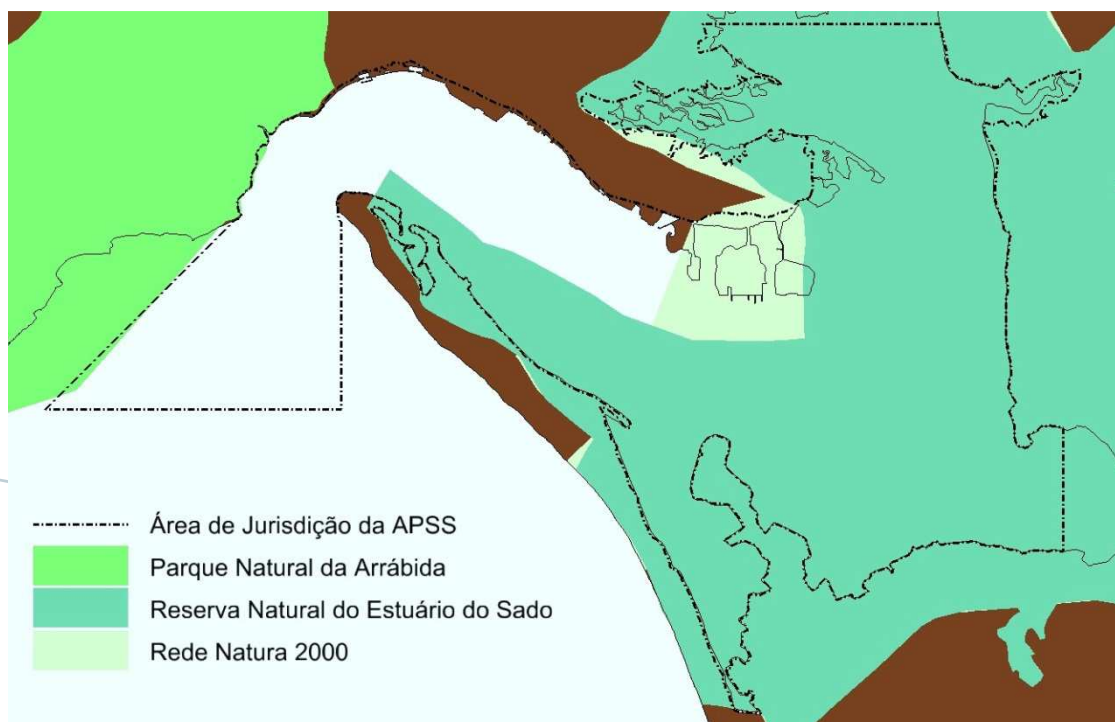 Área de Jurisdição da APSS
Parque Natural da Arrábida
Reserva Natural do Estuário do Sado
Rede Natura 2000